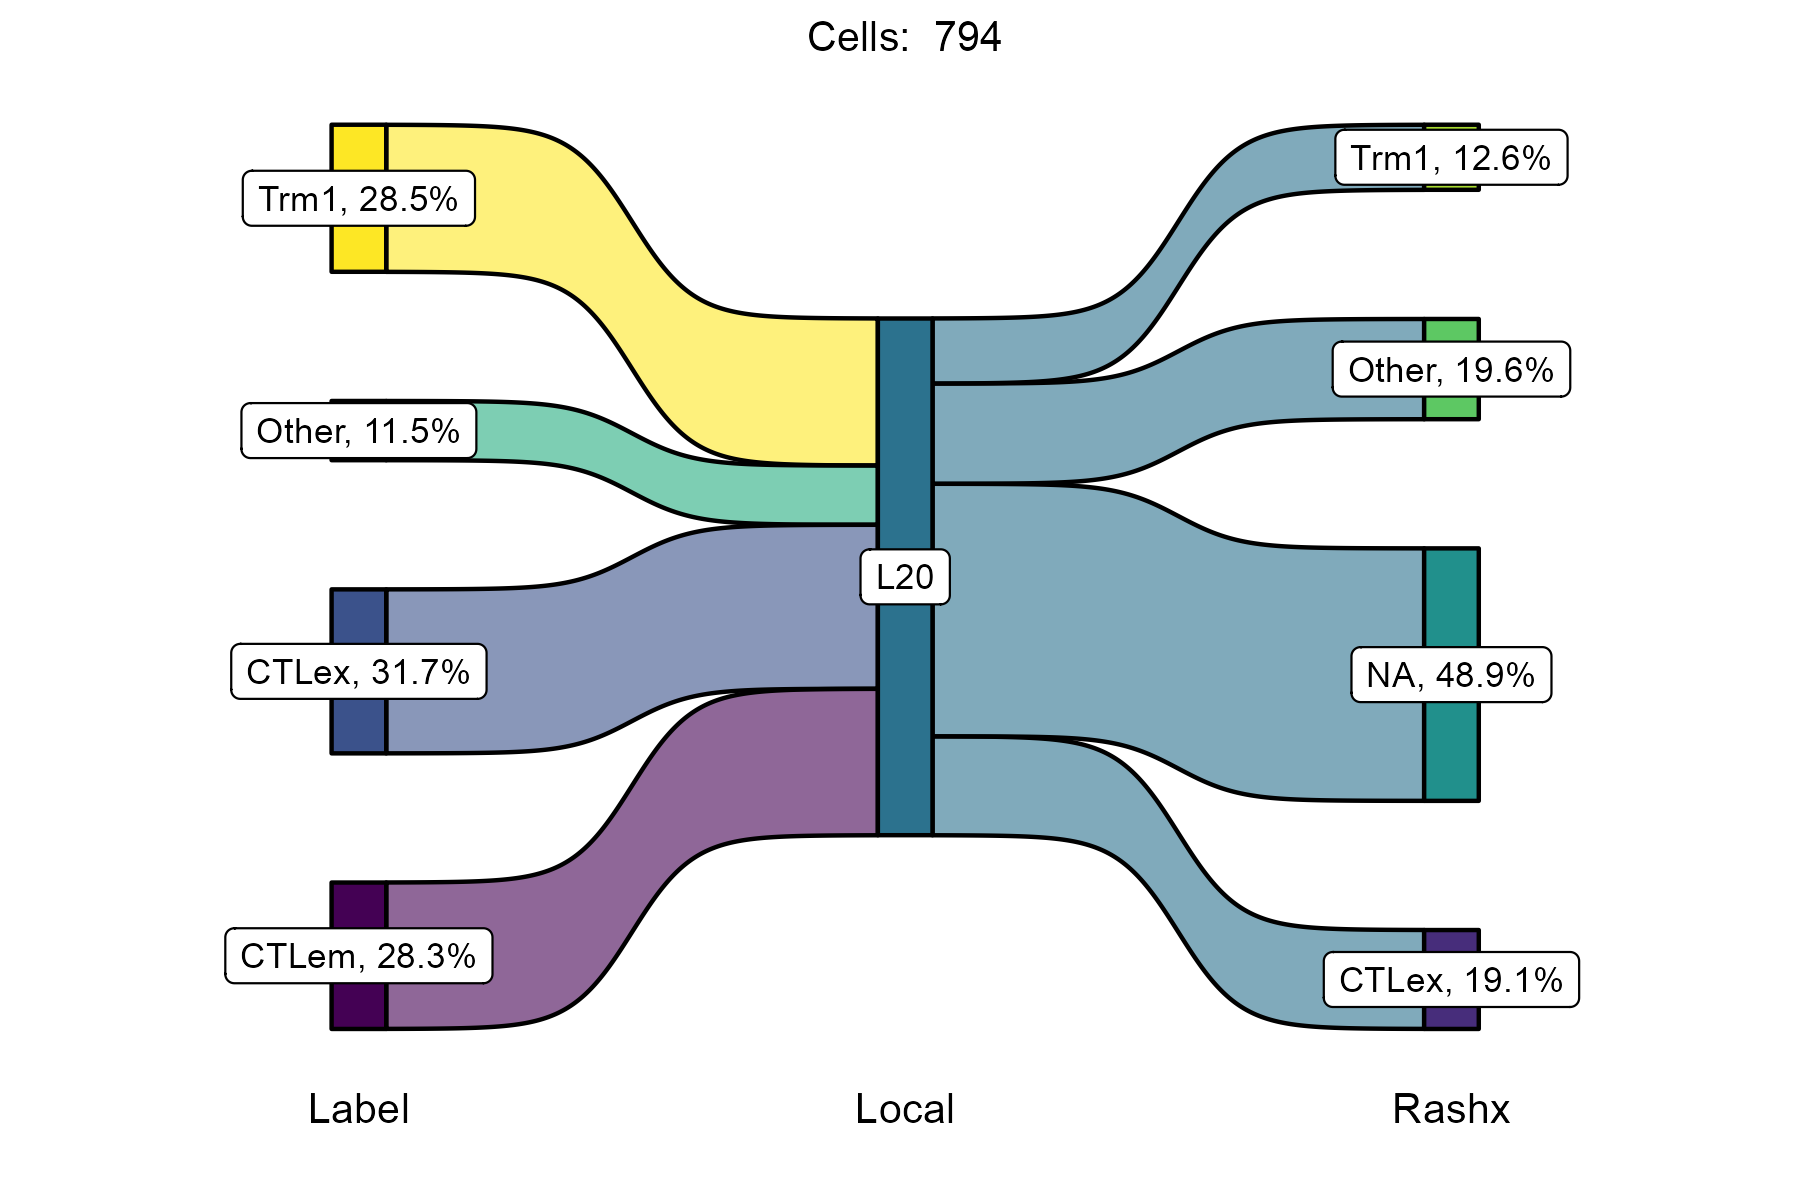 Cells:  794
Trm1, 28.5%
Other, 11.5%
CTLex, 31.7%
CTLem, 28.3%
L20
Trm1, 12.6%
Other, 19.6%
NA, 48.9%
CTLex, 19.1%
Label
Local
Rashx